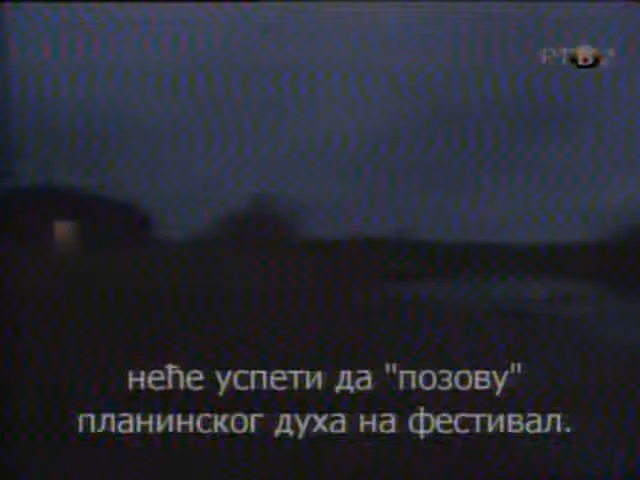 неће успети да "позову"
планинског духа на фестивал.